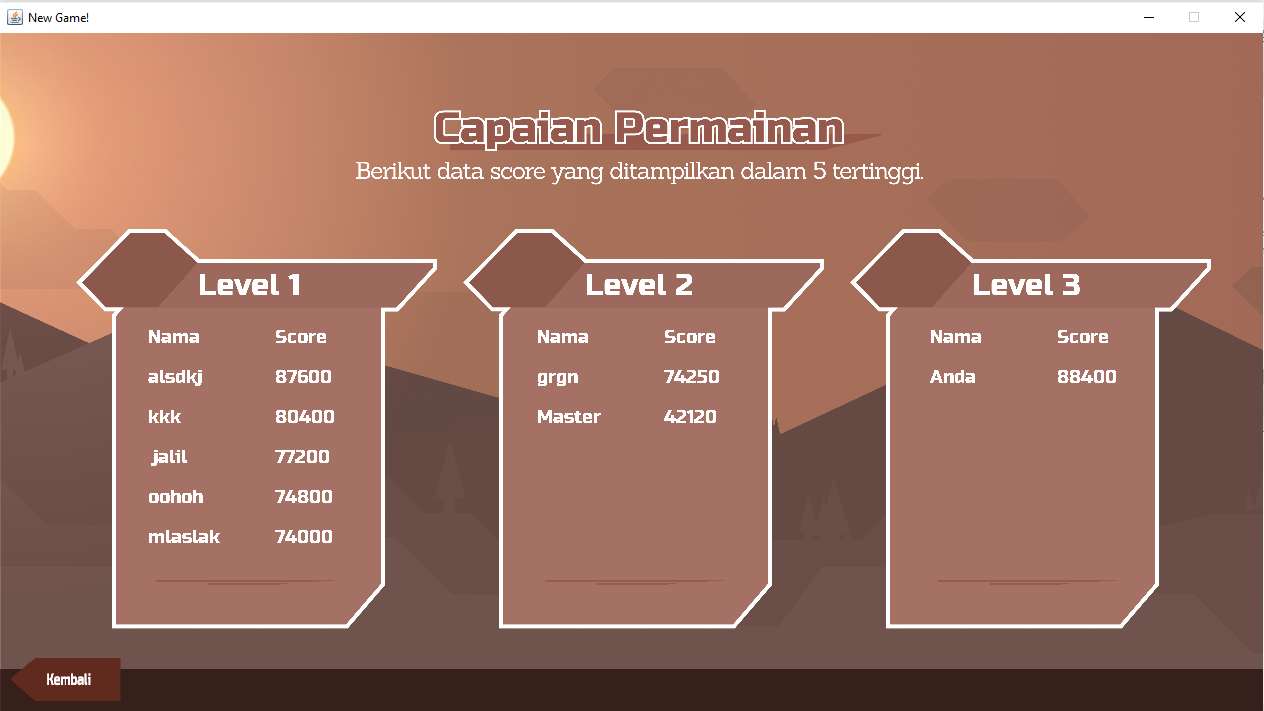 New Game!
Capaian Permainan
Berikut data score yang ditampilkan dalam 5 tertinggi.
Level 1
Nama Score
alsdkj 87600
kkk 80400
jalil 77200
oohoh 74800
mlaslak 74000
Level 2
Nama Score
grgn 74250
Master 42120
Level 3
Nama Score
Anda 88400
Kembali